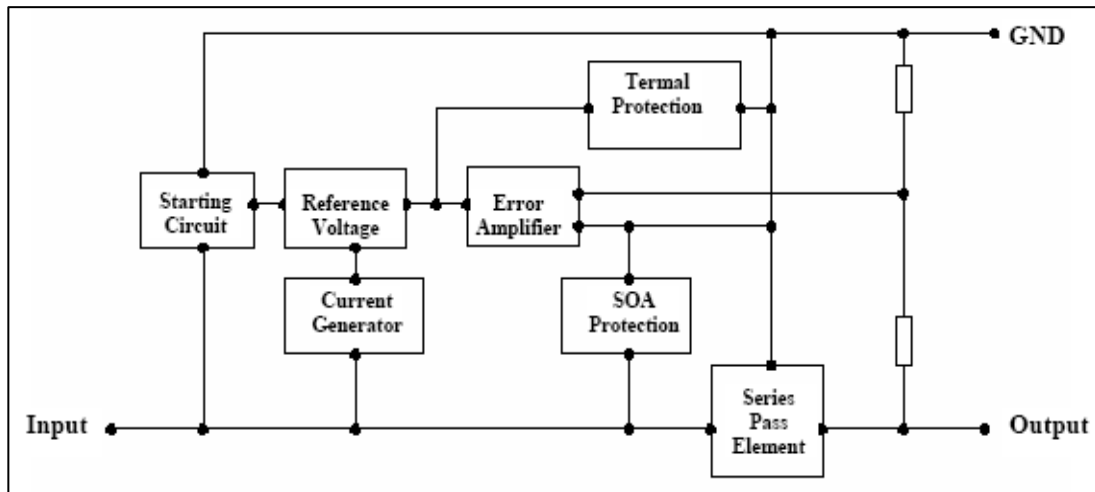 GND
Termal
Protection
Starting
Circuit
Reference
Voltage
Error
Amplifier
Current
Generator
SOA
Protection
Input
Series
Pass
Element
Output